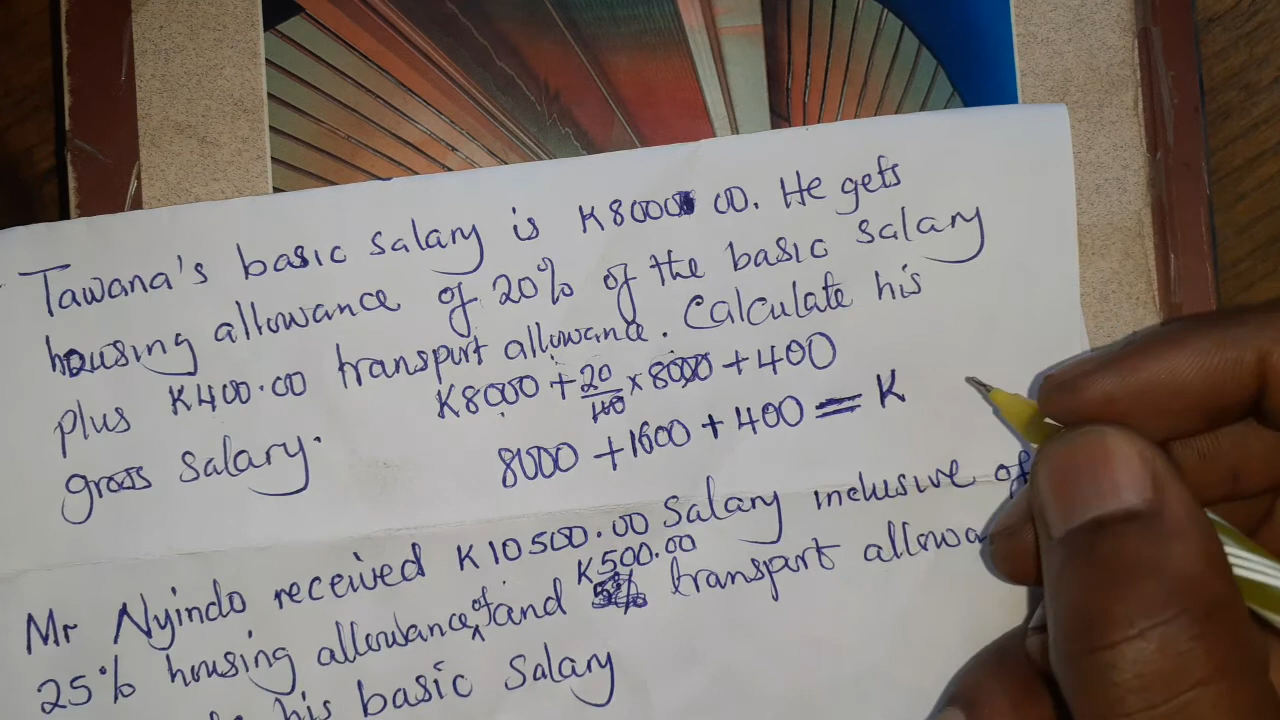 Tawana's basic salary is K8000 00. He gets
housing allowance of 20% of the basic salary
plus K400.00 transport allowance. Calculate his
gross salary.
K8000 + 20/100 x 8000 + 400
8000 + 1600 + 400 = K
Mr Nyindo received K10500.00 Salary inclusive of
25% housing allowance, of and K500.00 transport allowa
his basic Salary